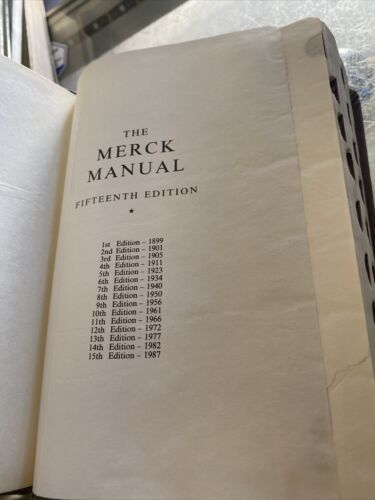 THE
MERCK
MANUAL
FIFTEENTH EDITION
★
1st Edition – 1899
2nd Edition – 1901
3rd Edition – 1905
4th Edition – 1911
5th Edition – 1923
6th Edition – 1934
7th Edition – 1940
8th Edition – 1950
9th Edition – 1956
10th Edition – 1961
11th Edition – 1966
12th Edition – 1972
13th Edition – 1977
14th Edition – 1982
15th Edition – 1987